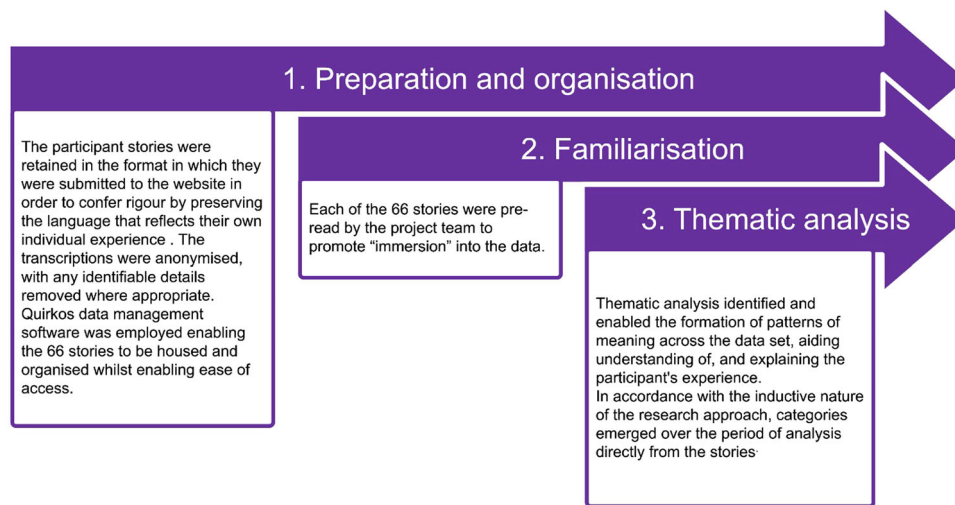 1. Preparation and organisation
The participant stories were
retained in the format in which they
were submitted to the website in
order to confer rigour by preserving
the language that reflects their own
individual experience . The
transcriptions were anonymised,
with any identifiable details
removed where appropriate.
Quirkos data management
software was employed enabling
the 66 stories to be housed and
organised whilst enabling ease of
access.
2. Familiarisation
Each of the 66 stories were pre-
read by the project team to
promote “immersion” into the data.
3. Thematic analysis
Thematic analysis identified and
enabled the formation of patterns of
meaning across the data set, aiding
understanding of, and explaining the
participant's experience.
In accordance with the inductive nature
of the research approach, categories
emerged over the period of analysis
directly from the stories.